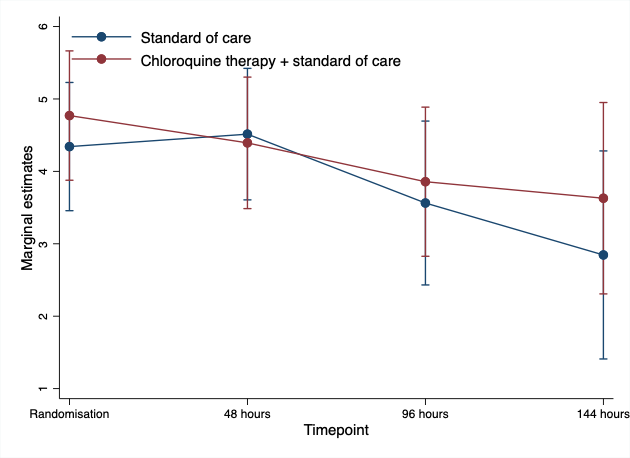 Standard of care
Chloroquine therapy + standard of care
Marginal estimates
6
5
4
3
2
1
Randomisation
48 hours
96 hours
144 hours
Timepoint